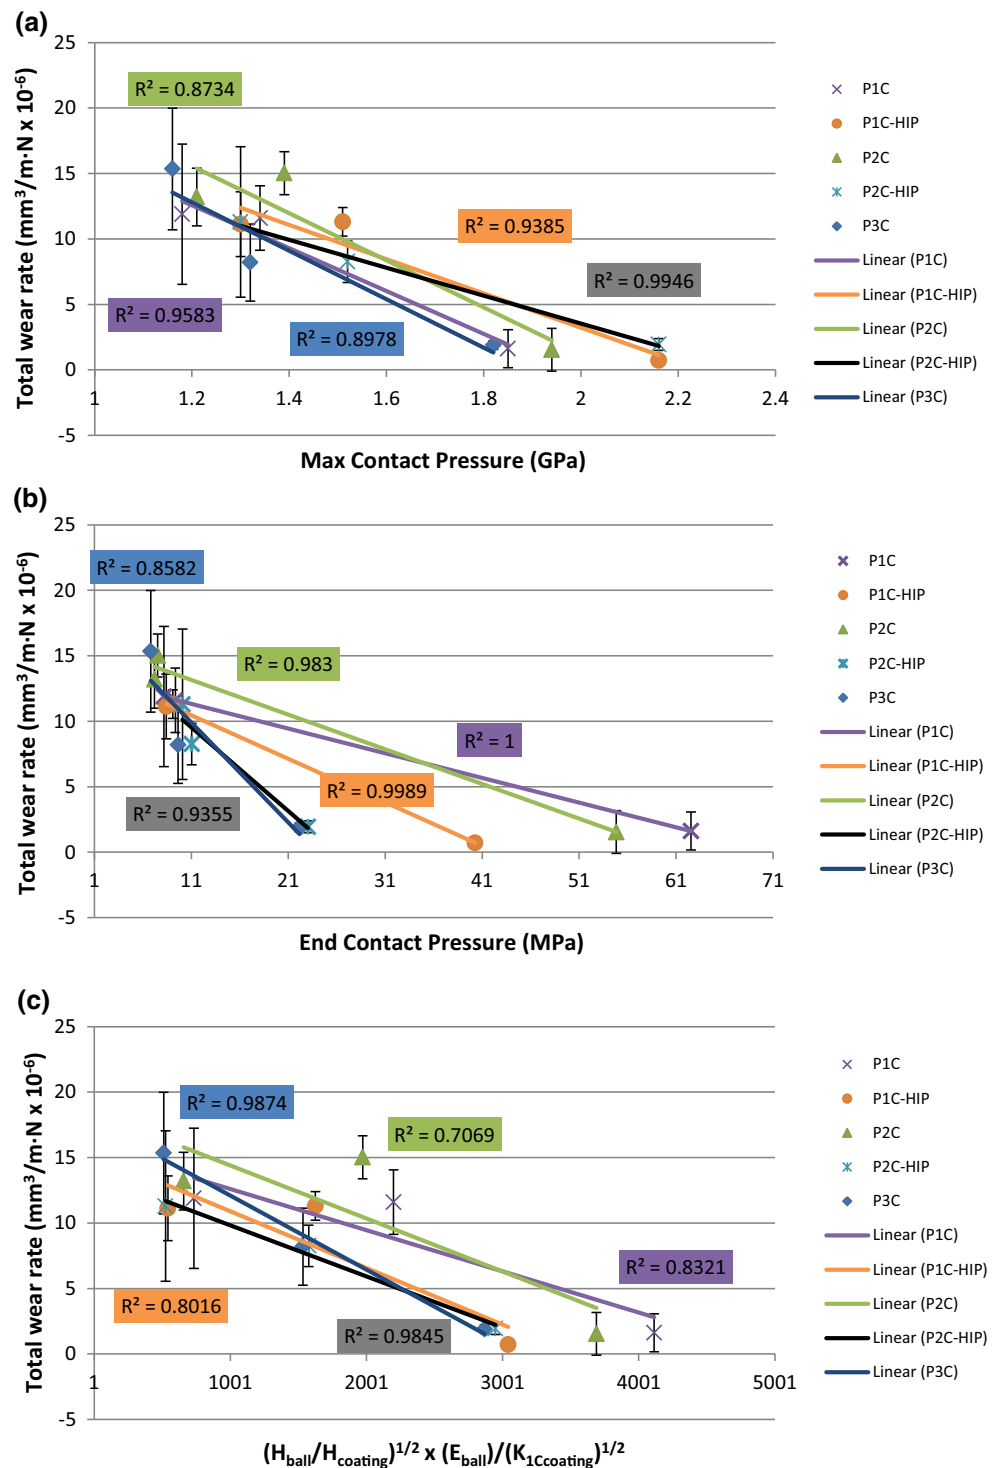 (a)
25
20
15
10
5
0
-5
Total wear rate (mm³/m·N x 10⁻⁶)
R² = 0.8734
R² = 0.9385
R² = 0.9946
R² = 0.9583
R² = 0.8978
1 1.2 1.4 1.6 1.8 2 2.2 2.4
Max Contact Pressure (GPa)
P1C
P1C-HIP
P2C
P2C-HIP
P3C
Linear (P1C)
Linear (P1C-HIP)
Linear (P2C)
Linear (P2C-HIP)
Linear (P3C)
(b)
25
20
15
10
5
0
-5
Total wear rate (mm³/m·N x 10⁻⁶)
R² = 0.8582
R² = 0.983
R² = 1
R² = 0.9989
R² = 0.9355
1 11 21 31 41 51 61 71
End Contact Pressure (MPa)
P1C
P1C-HIP
P2C
P2C-HIP
P3C
Linear (P1C)
Linear (P1C-HIP)
Linear (P2C)
Linear (P2C-HIP)
Linear (P3C)
(c)
25
20
15
10
5
0
-5
Total wear rate (mm³/m·N x 10⁻⁶)
R² = 0.9874
R² = 0.7069
R² = 0.8321
R² = 0.8016
R² = 0.9845
1 1001 2001 3001 4001 5001
(H_ball/H_coating)^1/2 x (E_ball)/(K_1Ccoating)^1/2
P1C
P1C-HIP
P2C
P2C-HIP
P3C
Linear (P1C)
Linear (P1C-HIP)
Linear (P2C)
Linear (P2C-HIP)
Linear (P3C)